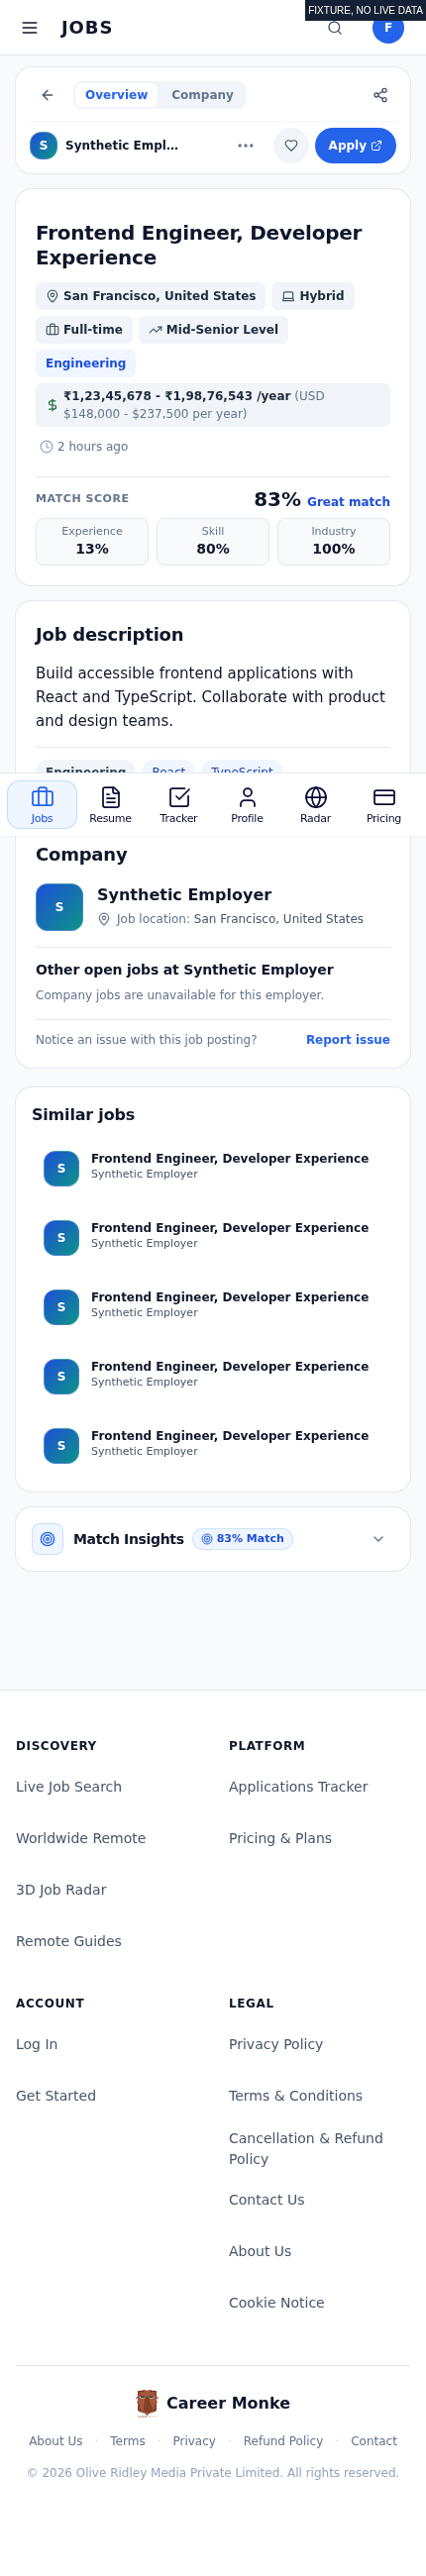 FIXTURE, NO LIVE DATA
JOBS
F
Overview
Company
S
Synthetic Empl...
Apply
Frontend Engineer, Developer
Experience
San Francisco, United States
Hybrid
Full-time
Mid-Senior Level
Engineering
₹1,23,45,678 - ₹1,98,76,543 /year (USD
$148,000 - $237,500 per year)
2 hours ago
MATCH SCORE
83% Great match
Experience
13%
Skill
80%
Industry
100%
Job description
Build accessible frontend applications with
React and TypeScript. Collaborate with product
and design teams.
Engineering
React
TypeScript
Jobs
Resume
Tracker
Profile
Radar
Pricing
Company
S
Synthetic Employer
Job location: San Francisco, United States
Other open jobs at Synthetic Employer
Company jobs are unavailable for this employer.
Notice an issue with this job posting?
Report issue
Similar jobs
S
Frontend Engineer, Developer Experience
Synthetic Employer
S
Frontend Engineer, Developer Experience
Synthetic Employer
S
Frontend Engineer, Developer Experience
Synthetic Employer
S
Frontend Engineer, Developer Experience
Synthetic Employer
S
Frontend Engineer, Developer Experience
Synthetic Employer
Match Insights
83% Match
DISCOVERY
Live Job Search
Worldwide Remote
3D Job Radar
Remote Guides
PLATFORM
Applications Tracker
Pricing & Plans
ACCOUNT
Log In
Get Started
LEGAL
Privacy Policy
Terms & Conditions
Cancellation & Refund
Policy
Contact Us
About Us
Cookie Notice
Career Monke
About Us · Terms · Privacy · Refund Policy · Contact
© 2026 Olive Ridley Media Private Limited. All rights reserved.